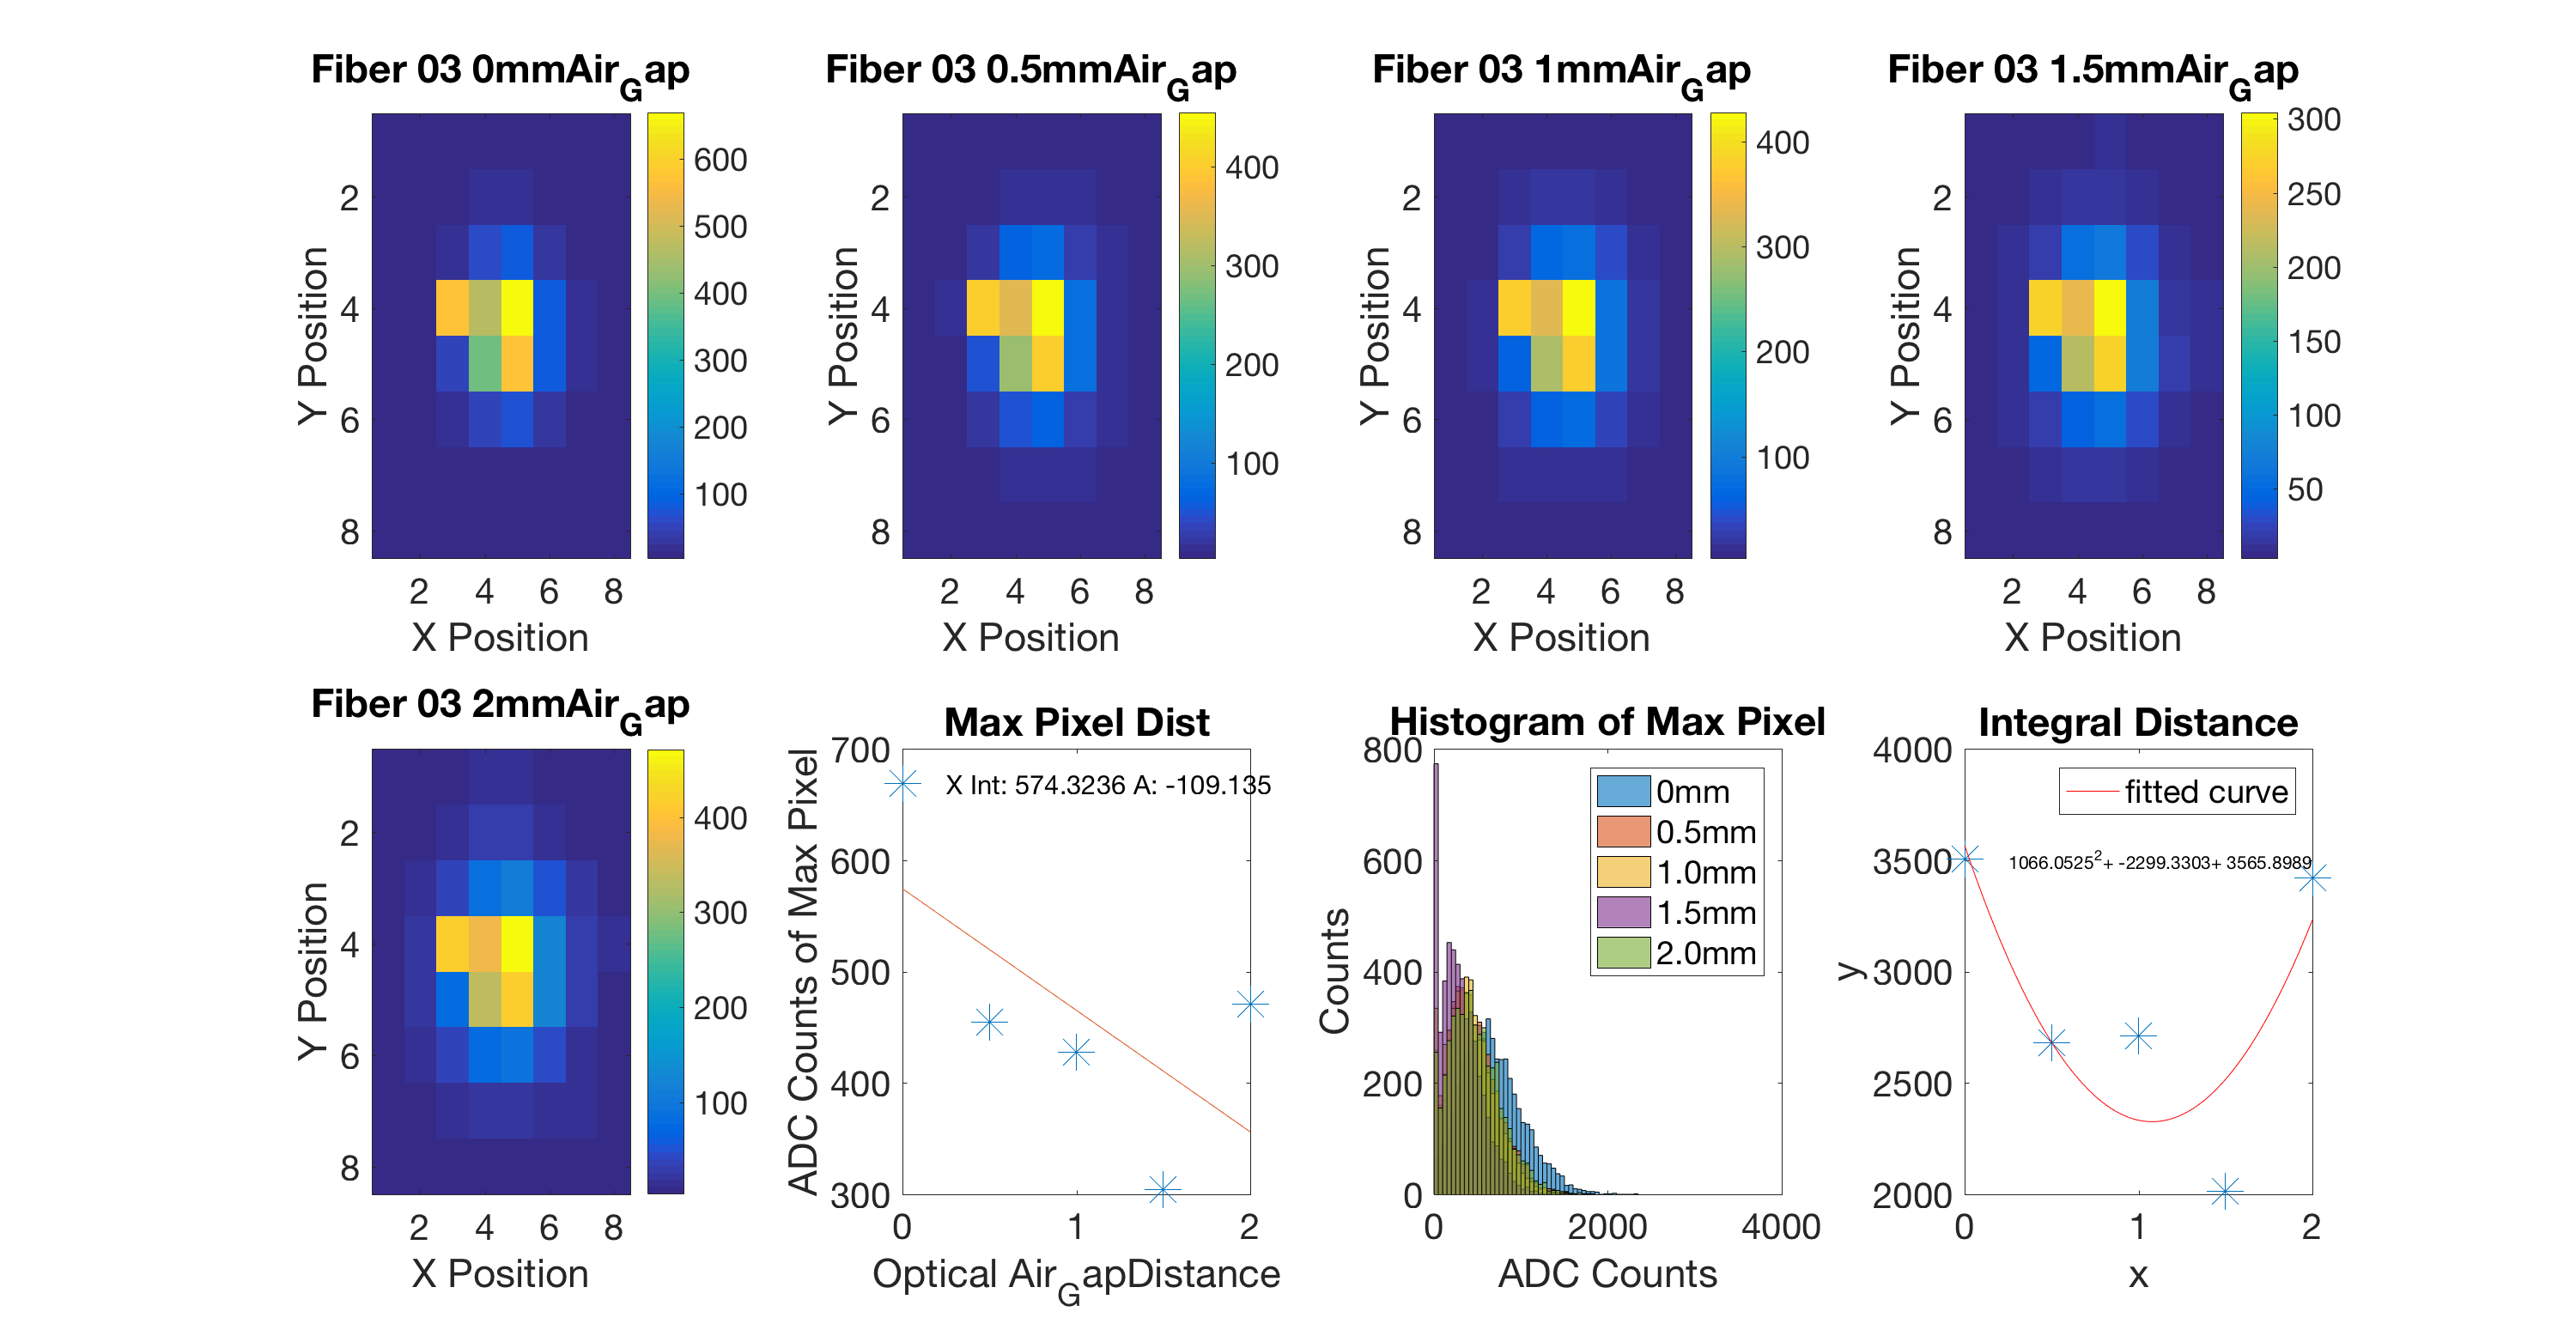 Fiber 03 0mmAir_Gap
600
500
400
300
200
100
2
4
6
8
Y Position
2 4 6 8
X Position
Fiber 03 0.5mmAir_Gap
400
300
200
100
2
4
6
8
Y Position
2 4 6 8
X Position
Fiber 03 1mmAir_Gap
400
300
200
100
2
4
6
8
Y Position
2 4 6 8
X Position
Fiber 03 1.5mmAir_Gap
300
250
200
150
100
50
2
4
6
8
Y Position
2 4 6 8
X Position
Fiber 03 2mmAir_Gap
400
300
200
100
2
4
6
8
Y Position
2 4 6 8
X Position
Max Pixel Dist
700
600
500
400
300
ADC Counts of Max Pixel
X Int: 574.3236 A: -109.135
0 1 2
Optical Air_GapDistance
Histogram of Max Pixel
800
600
400
200
0
Counts
0mm
0.5mm
1.0mm
1.5mm
2.0mm
0 2000 4000
ADC Counts
Integral Distance
4000
3500
3000
2500
2000
y
fitted curve
1066.0525²+ -2299.3303+ 3565.8989
0 1 2
x